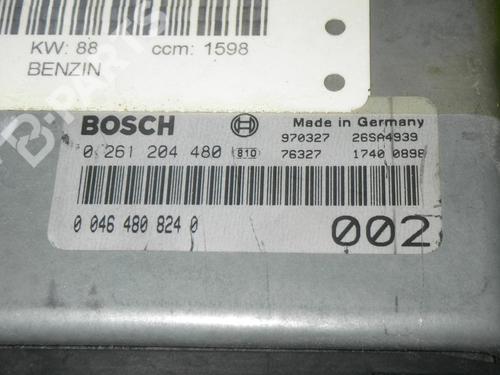 KW: 88 ccm: 1598
BENZIN
BOSCH Made in Germany
970327 26SA4939
0 261 204 480 810 76327 1740 0898
0 046 480 824 0 002